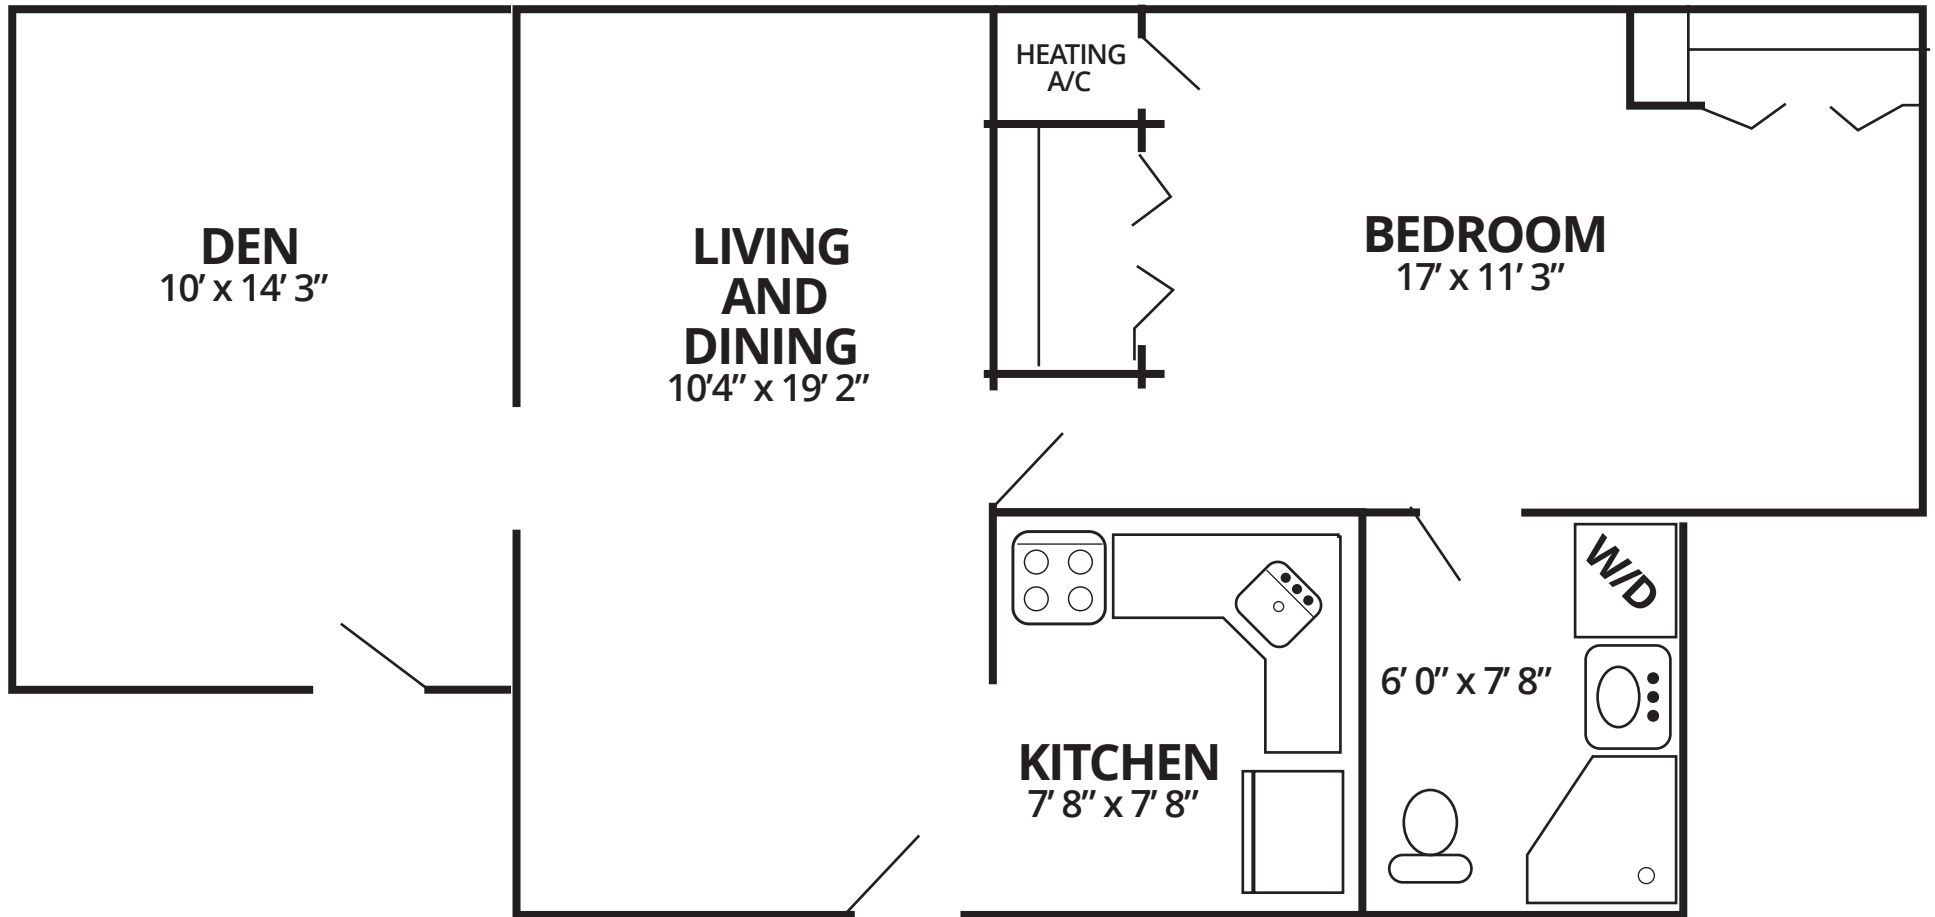 HEATING
A/C
DEN
10’ x 14’ 3”
LIVING
AND
DINING
10’4” x 19’ 2”
BEDROOM
17’ x 11’ 3”
W/D
6’ 0” x 7’ 8”
KITCHEN
7’ 8” x 7’ 8”